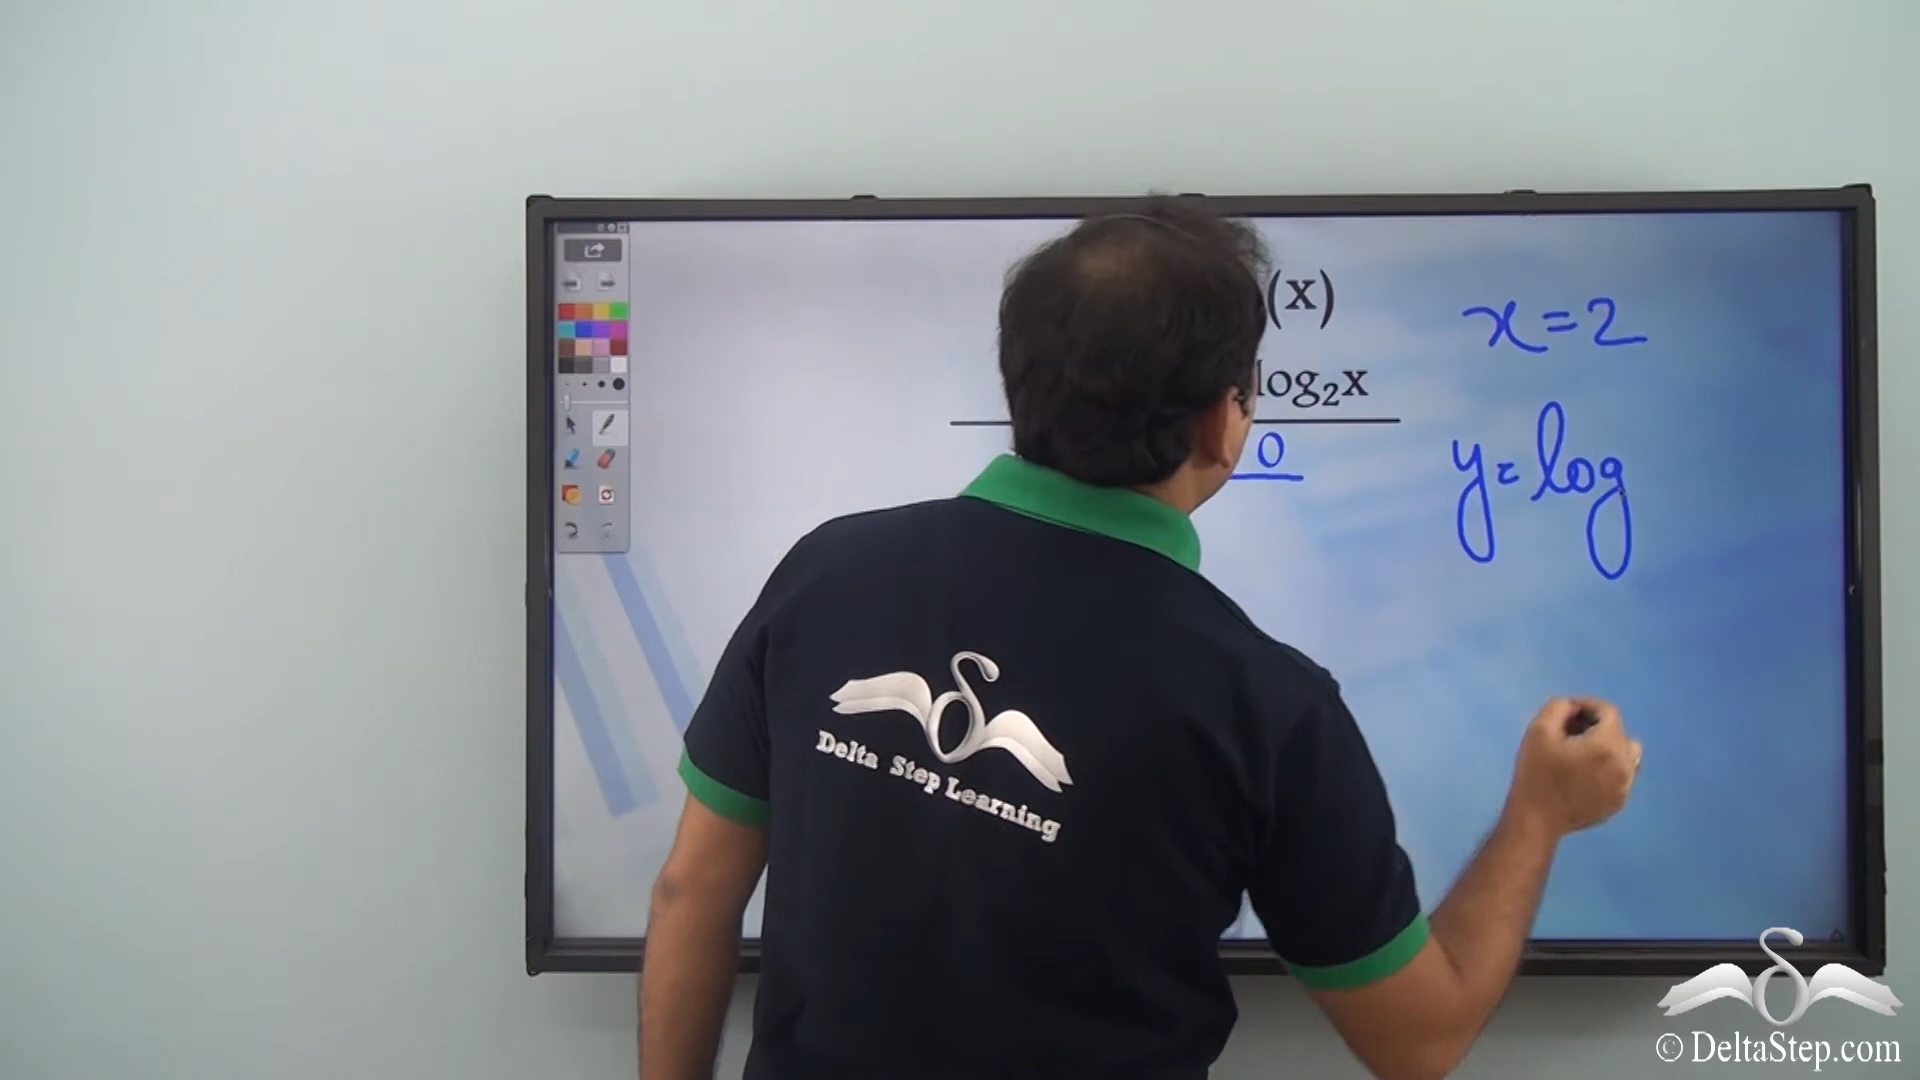 (x)
x=2
log₂x
0
y=log
Delta Step Learning
© DeltaStep.com